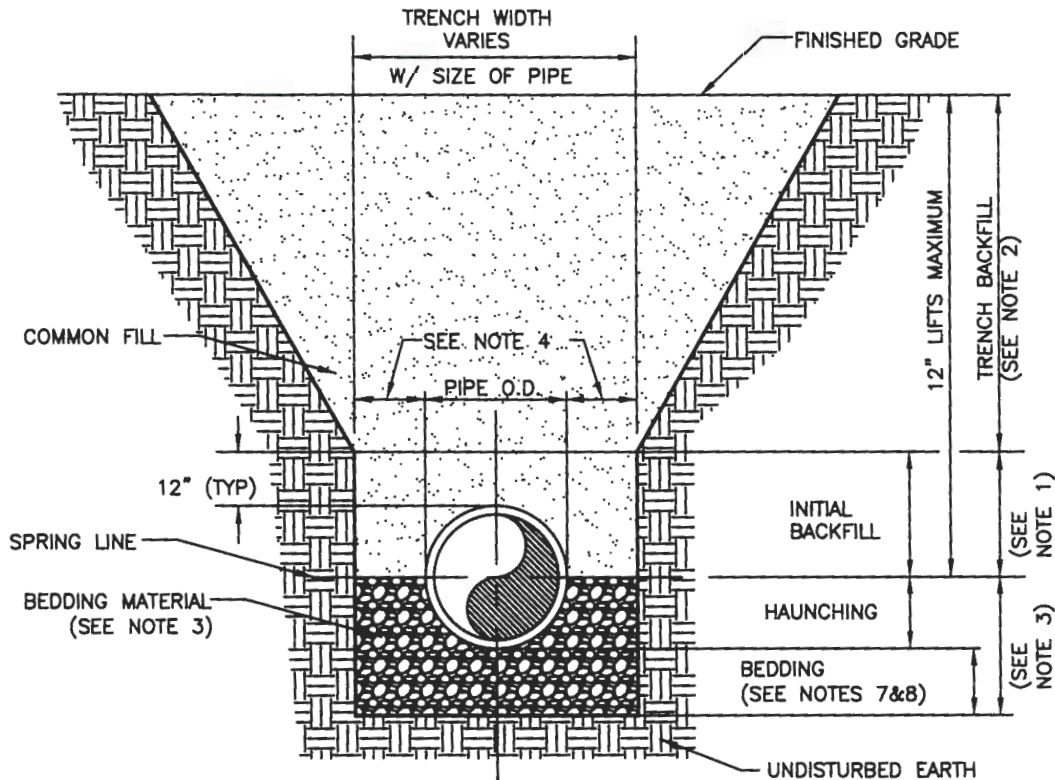 TRENCH WIDTH
VARIES
W/ SIZE OF PIPE
FINISHED GRADE
COMMON FILL
SEE NOTE 4
PIPE O.D.
12" LIFTS MAXIMUM
TRENCH BACKFILL
(SEE NOTE 2)
12" (TYP)
INITIAL
BACKFILL
(SEE NOTE 1)
SPRING LINE
BEDDING MATERIAL
(SEE NOTE 3)
HAUNCHING
(SEE
NOTE 3)
BEDDING
(SEE NOTES 7&8)
UNDISTURBED EARTH